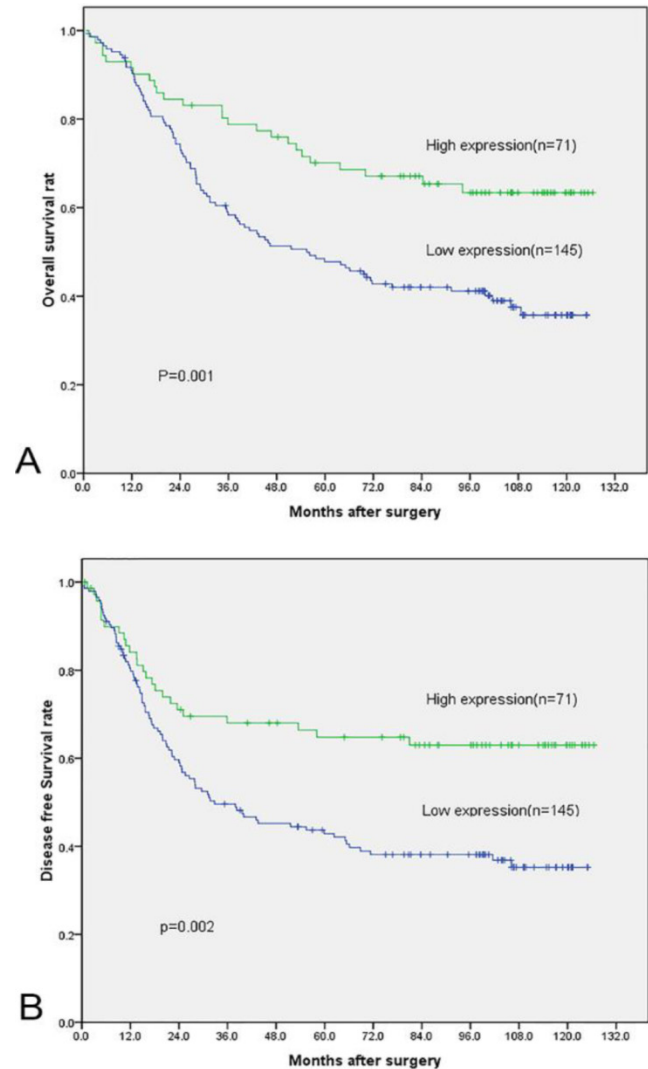 1.0
0.8
High expression(n=71)
0.6
Overall survival rat
Low expression(n=145)
0.4
0.2
P=0.001
A
0.0
0.0 12.0 24.0 36.0 48.0 60.0 72.0 84.0 96.0 108.0 120.0 132.0
Months after surgery
1.0
0.8
High expression(n=71)
0.6
Disease free Survival rate
Low expression(n=145)
0.4
0.2
p=0.002
B
0.0
0.0 12.0 24.0 36.0 48.0 60.0 72.0 84.0 96.0 108.0 120.0 132.0
Months after surgery